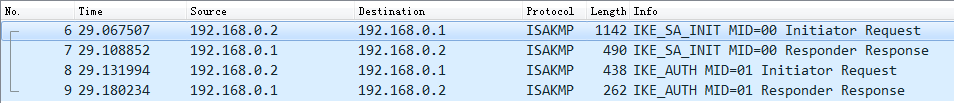 No. Time Source Destination Protocol Length Info
6 29.067507 192.168.0.2 192.168.0.1 ISAKMP 1142 IKE_SA_INIT MID=00 Initiator Request
7 29.108852 192.168.0.1 192.168.0.2 ISAKMP 490 IKE_SA_INIT MID=00 Responder Response
8 29.131994 192.168.0.2 192.168.0.1 ISAKMP 438 IKE_AUTH MID=01 Initiator Request
9 29.180234 192.168.0.1 192.168.0.2 ISAKMP 262 IKE_AUTH MID=01 Responder Response